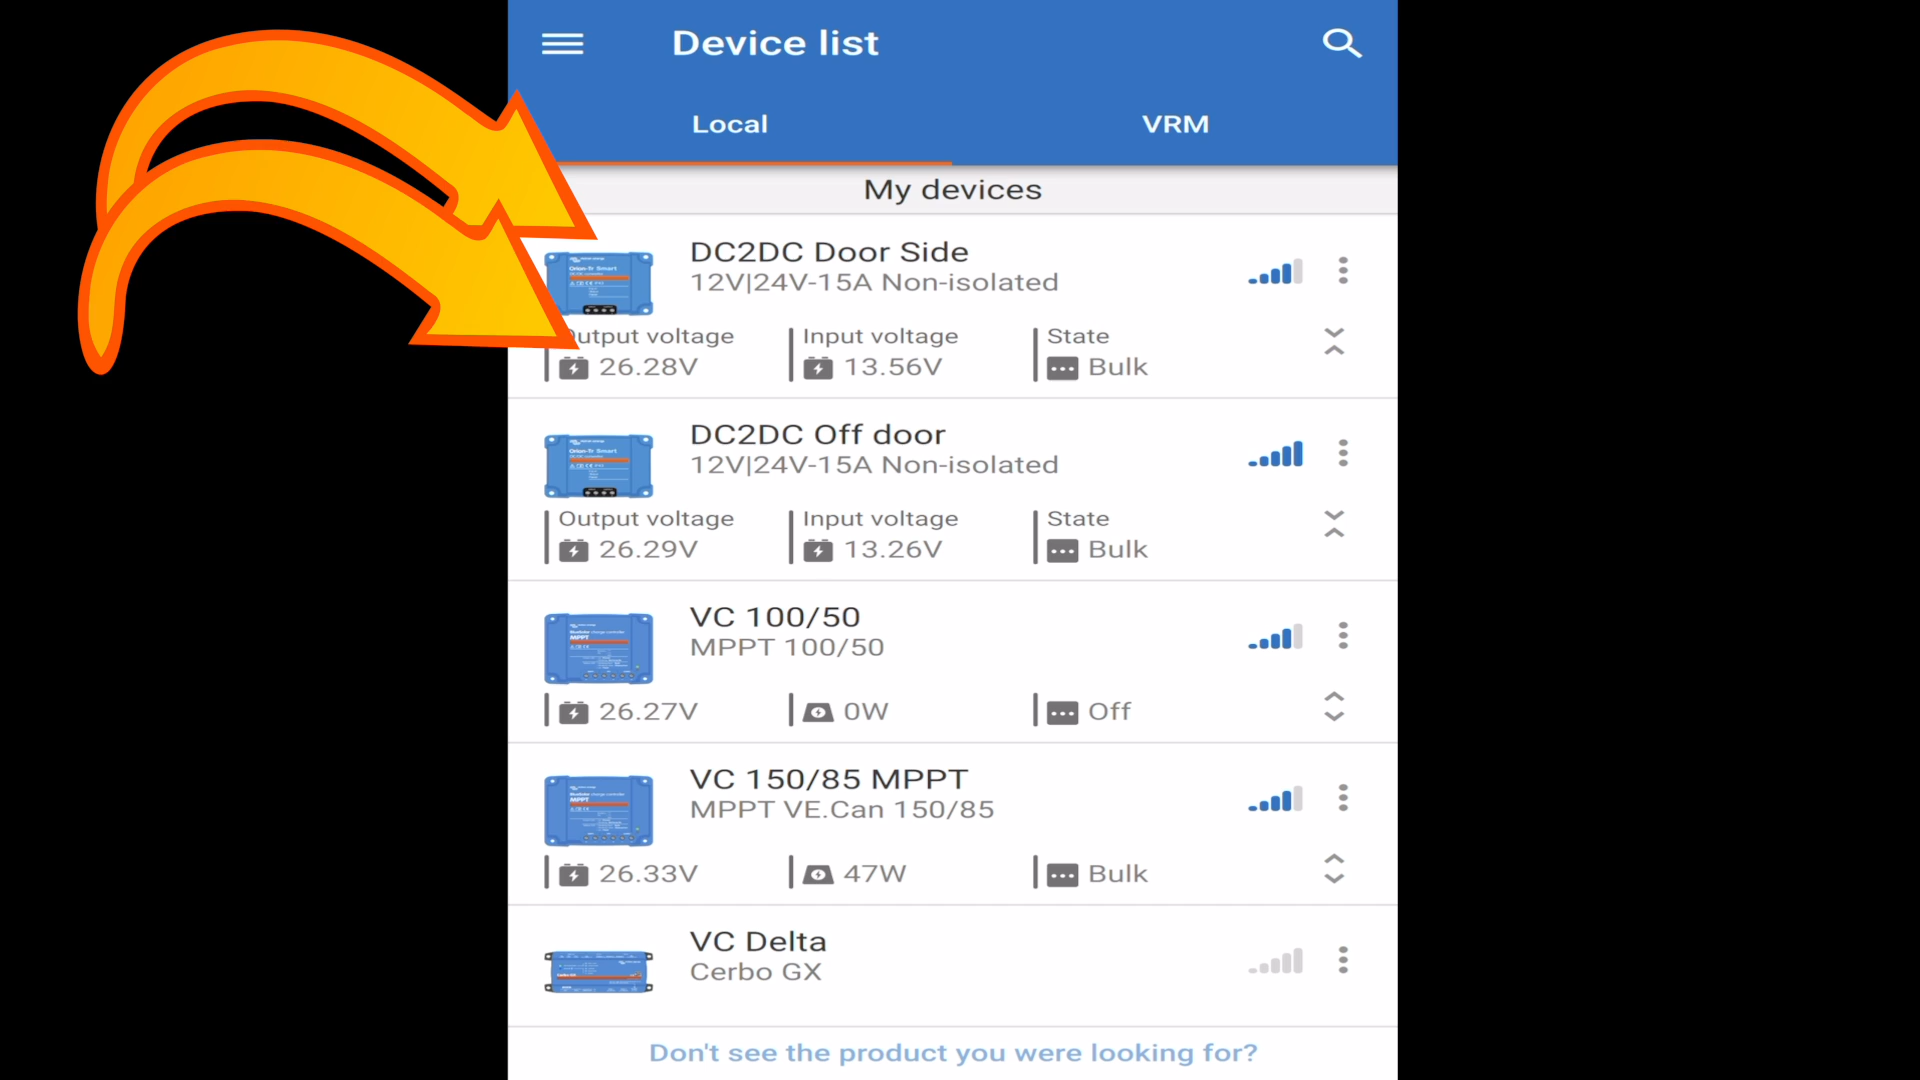 Device list
Local
VRM
My devices
DC2DC Door Side
12V|24V-15A Non-isolated
utput voltage
Input voltage
State
26.28V
13.56V
Bulk
DC2DC Off door
12V|24V-15A Non-isolated
Output voltage
Input voltage
State
26.29V
13.26V
Bulk
VC 100/50
MPPT 100/50
26.27V
0W
Off
VC 150/85 MPPT
MPPT VE.Can 150/85
26.33V
47W
Bulk
VC Delta
Cerbo GX
Don't see the product you were looking for?